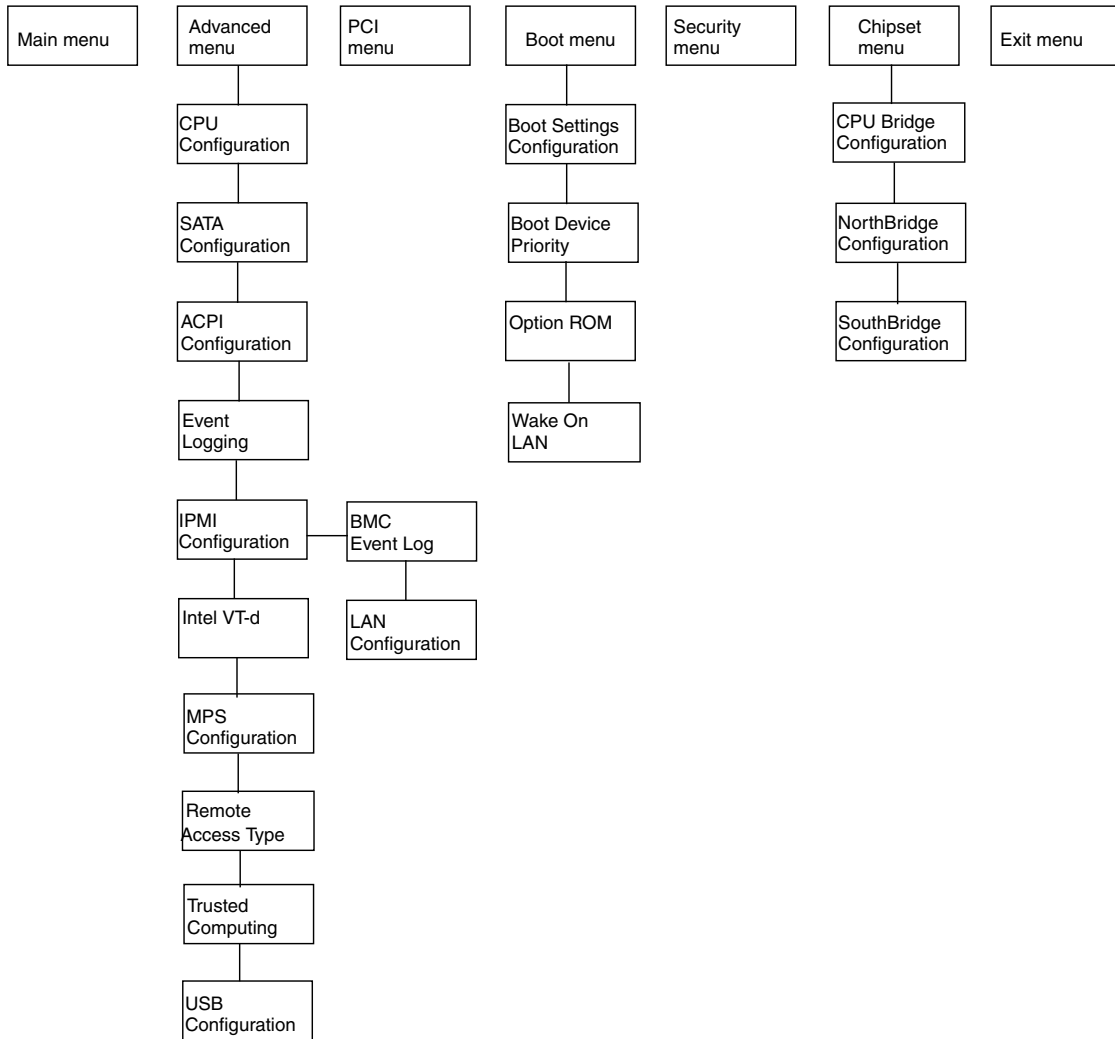 Main menu
Advanced
menu
PCI
menu
Boot menu
Security
menu
Chipset
menu
Exit menu
CPU
Configuration
SATA
Configuration
ACPI
Configuration
Event
Logging
IPMI
Configuration
BMC
Event Log
LAN
Configuration
Intel VT-d
MPS
Configuration
Remote
Access Type
Trusted
Computing
USB
Configuration
Boot Settings
Configuration
Boot Device
Priority
Option ROM
Wake On
LAN
CPU Bridge
Configuration
NorthBridge
Configuration
SouthBridge
Configuration